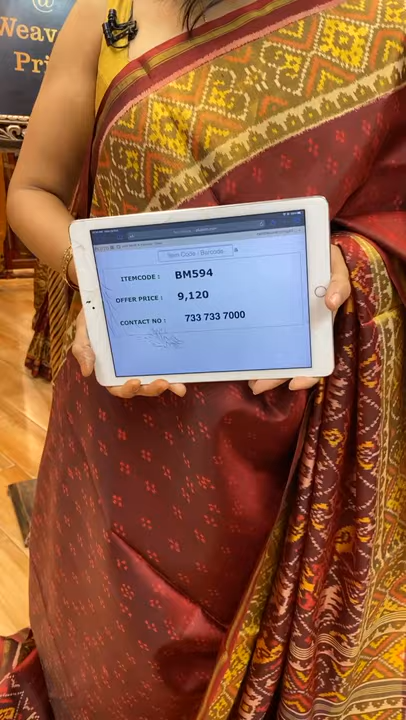 @
Weav
Pri
Item Code - Barcode
ITEMCODE : BM594
OFFER PRICE : 9,120
CONTACT NO : 733 733 7000